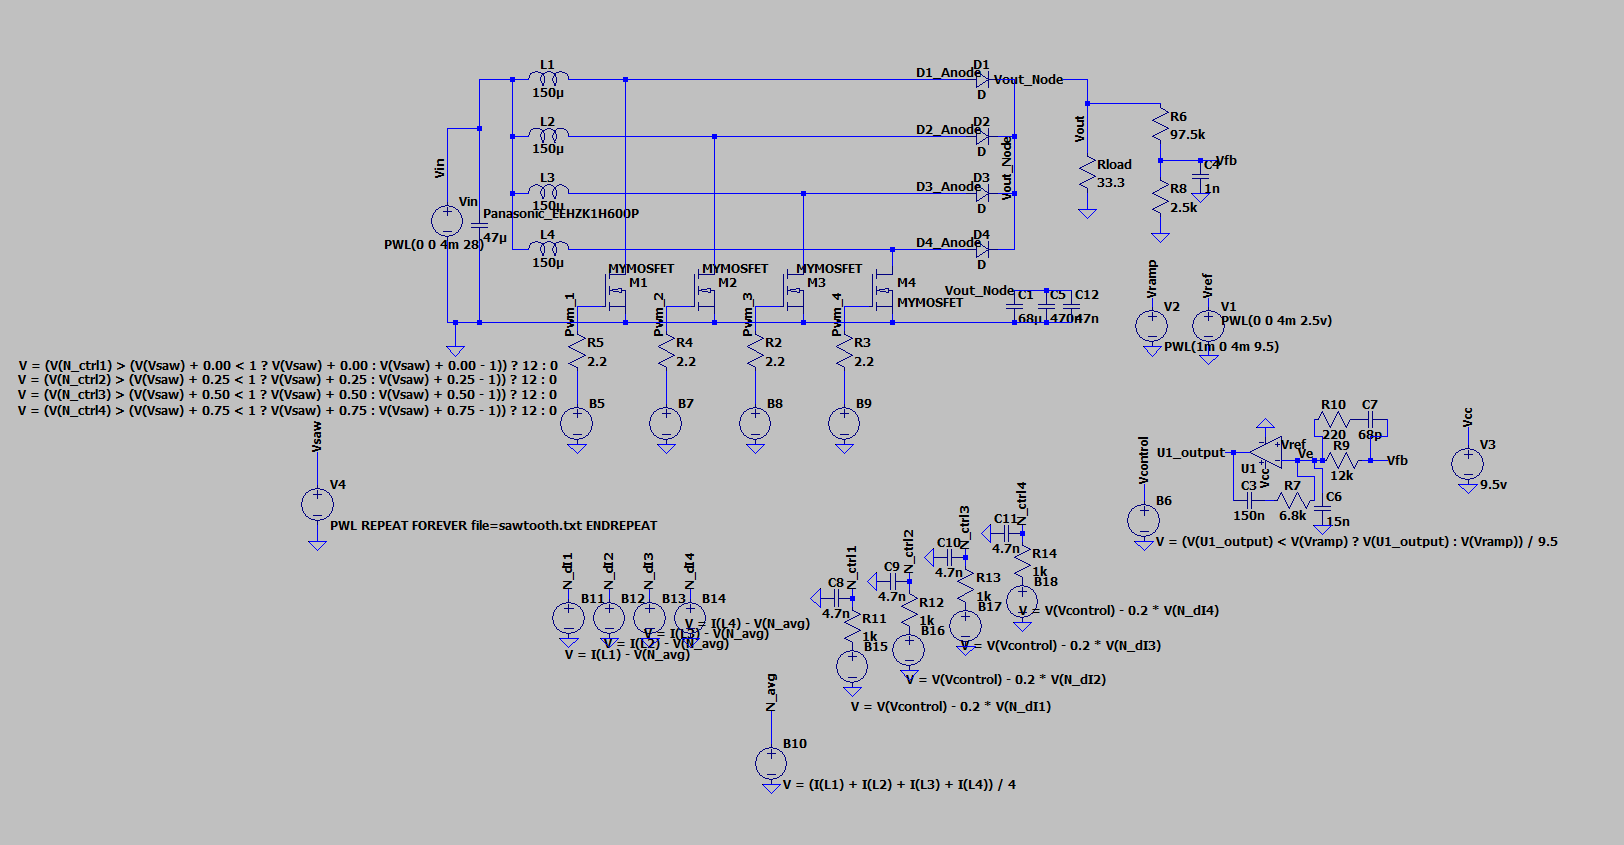 L1
150µ
D1_Anode
D1
D
Vout_Node
L2
150µ
D2_Anode
D2
D
L3
150µ
D3_Anode
D3
D
Vout_Node
L4
150µ
D4_Anode
D4
D
Vin
Vin
PWL(0 0 4m 28)
Panasonic_EEHZK1H600P
47µ
Vout
Rload
33.3
R6
97.5k
Vfb
C4
1n
R8
2.5k
MYMOSFET
M1
MYMOSFET
M2
MYMOSFET
M3
M4
MYMOSFET
Pwm_1
Pwm_2
Pwm_3
Pwm_4
Vout_Node
C1
68µ
C5
470n
C12
47n
Vramp
V2
PWL(1m 0 4m 9.5)
Vref
V1
PWL(0 0 4m 2.5v)
R5
2.2
R4
2.2
R2
2.2
R3
2.2
V = (V(N_ctrl1) > (V(Vsaw) + 0.00 < 1 ? V(Vsaw) + 0.00 : V(Vsaw) + 0.00 - 1)) ? 12 : 0
V = (V(N_ctrl2) > (V(Vsaw) + 0.25 < 1 ? V(Vsaw) + 0.25 : V(Vsaw) + 0.25 - 1)) ? 12 : 0
V = (V(N_ctrl3) > (V(Vsaw) + 0.50 < 1 ? V(Vsaw) + 0.50 : V(Vsaw) + 0.50 - 1)) ? 12 : 0
V = (V(N_ctrl4) > (V(Vsaw) + 0.75 < 1 ? V(Vsaw) + 0.75 : V(Vsaw) + 0.75 - 1)) ? 12 : 0
B5
B7
B8
B9
Vsaw
V4
PWL REPEAT FOREVER file=sawtooth.txt ENDREPEAT
R10
220
C7
68p
Vref
Ve
R9
12k
Vfb
U1_output
U1
Vcc
C3
150n
R7
6.8k
C6
15n
Vcc
V3
9.5v
Vcontrol
B6
V = (V(U1_output) < V(Vramp) ? V(U1_output) : V(Vramp)) / 9.5
N_dI1
N_dI2
N_dI3
N_dI4
B11
B12
B13
B14
V = I(L4) - V(N_avg)
V = I(L3) - V(N_avg)
V = I(L2) - V(N_avg)
V = I(L1) - V(N_avg)
N_ctrl1
C8
4.7n
R11
1k
B15
V = V(Vcontrol) - 0.2 * V(N_dI1)
N_ctrl2
C9
4.7n
R12
1k
B16
V = V(Vcontrol) - 0.2 * V(N_dI2)
N_ctrl3
C10
4.7n
R13
1k
B17
V = V(Vcontrol) - 0.2 * V(N_dI3)
N_ctrl4
C11
4.7n
R14
1k
B18
V = V(Vcontrol) - 0.2 * V(N_dI4)
N_avg
B10
V = (I(L1) + I(L2) + I(L3) + I(L4)) / 4